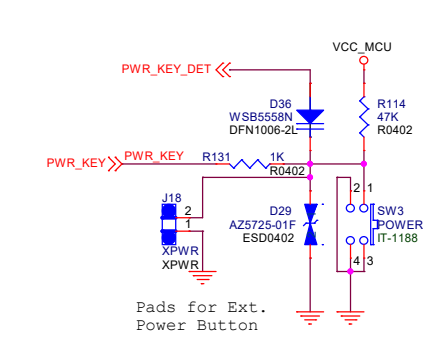 VCC_MCU
PWR_KEY_DET
D36
WSB5558N
DFN1006-2L
R114
47K
R0402
PWR_KEY
PWR_KEY
R131
1K
R0402
J18
2
1
XPWR
XPWR
D29
AZ5725-01F
ESD0402
2
1
SW3
POWER
IT-1188
4
3
Pads for Ext.
Power Button